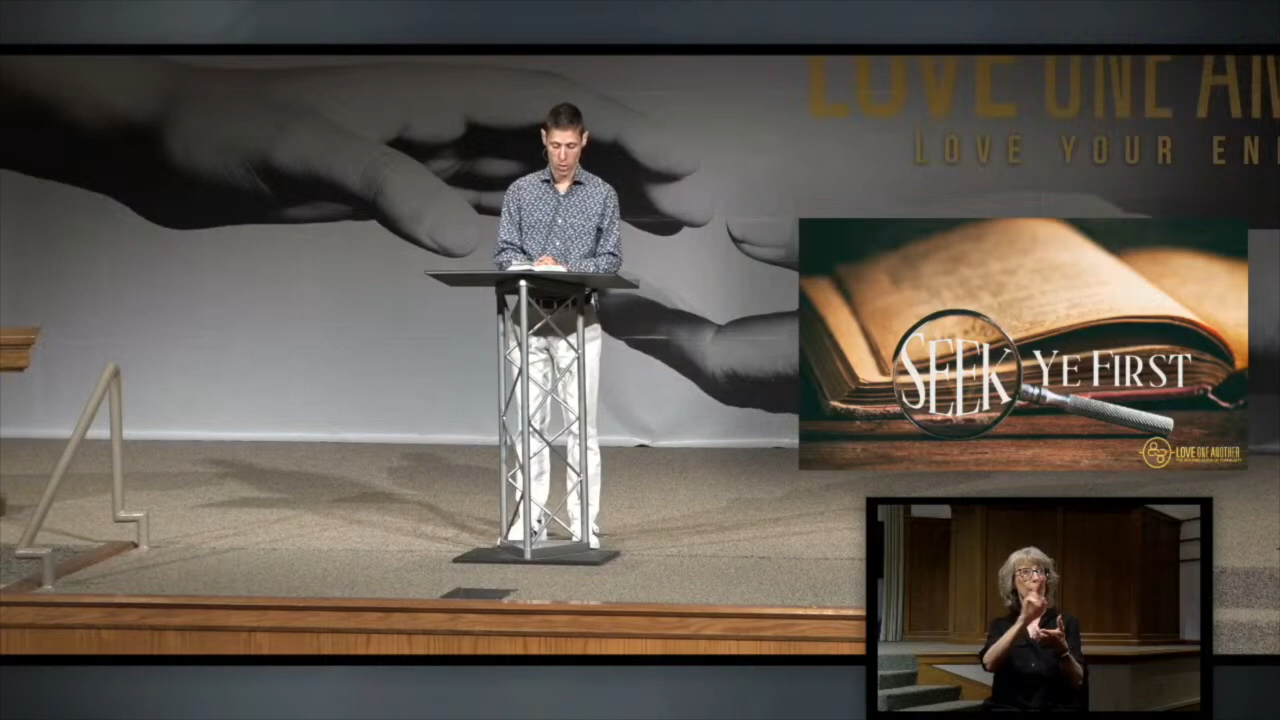 LOVE ONE AN
LOVE YOUR EN
SEEK YE FIRST
LOVE ONE ANOTHER